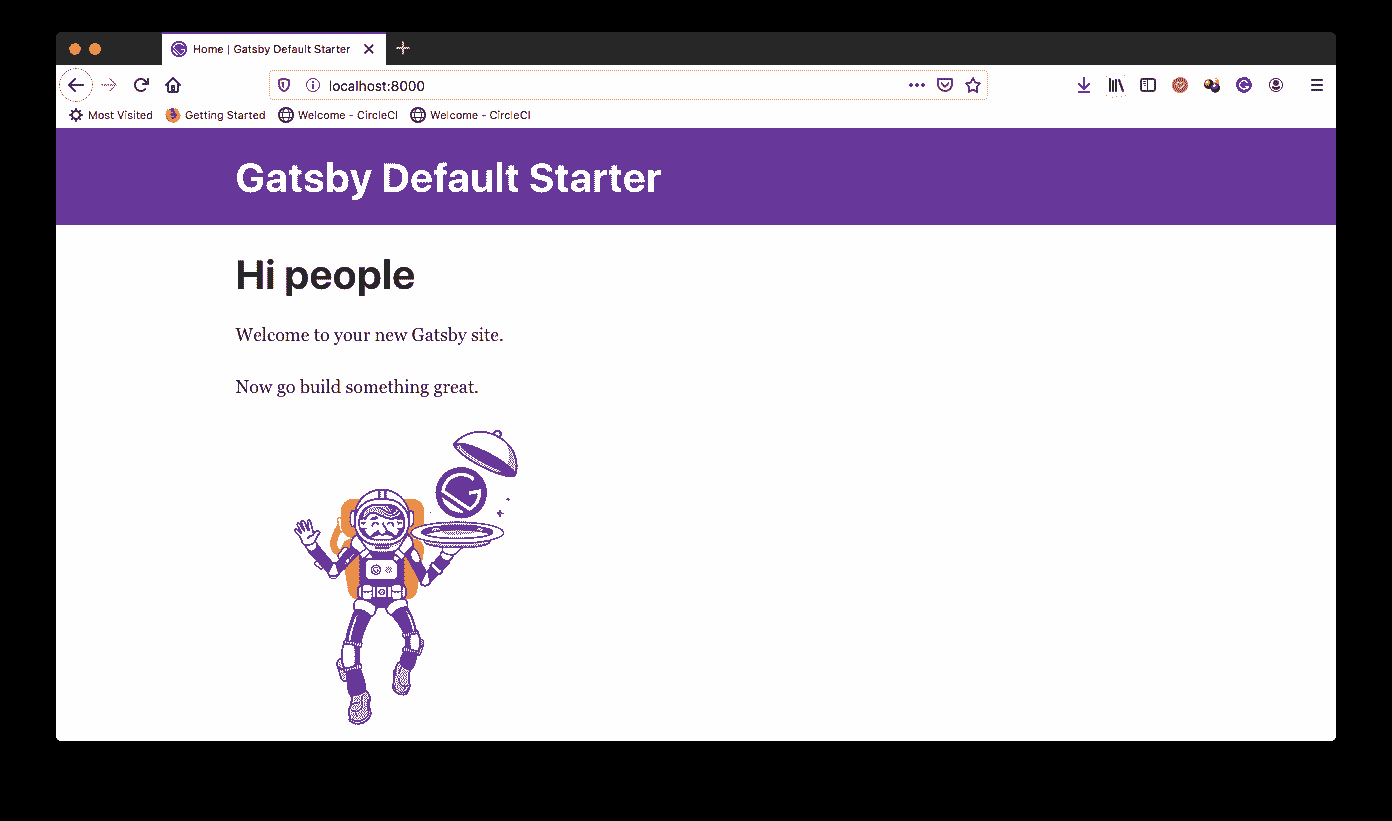 Home | Gatsby Default Starter
localhost:8000
Most Visited Getting Started Welcome - CircleCI Welcome - CircleCI
Gatsby Default Starter
Hi people
Welcome to your new Gatsby site.
Now go build something great.